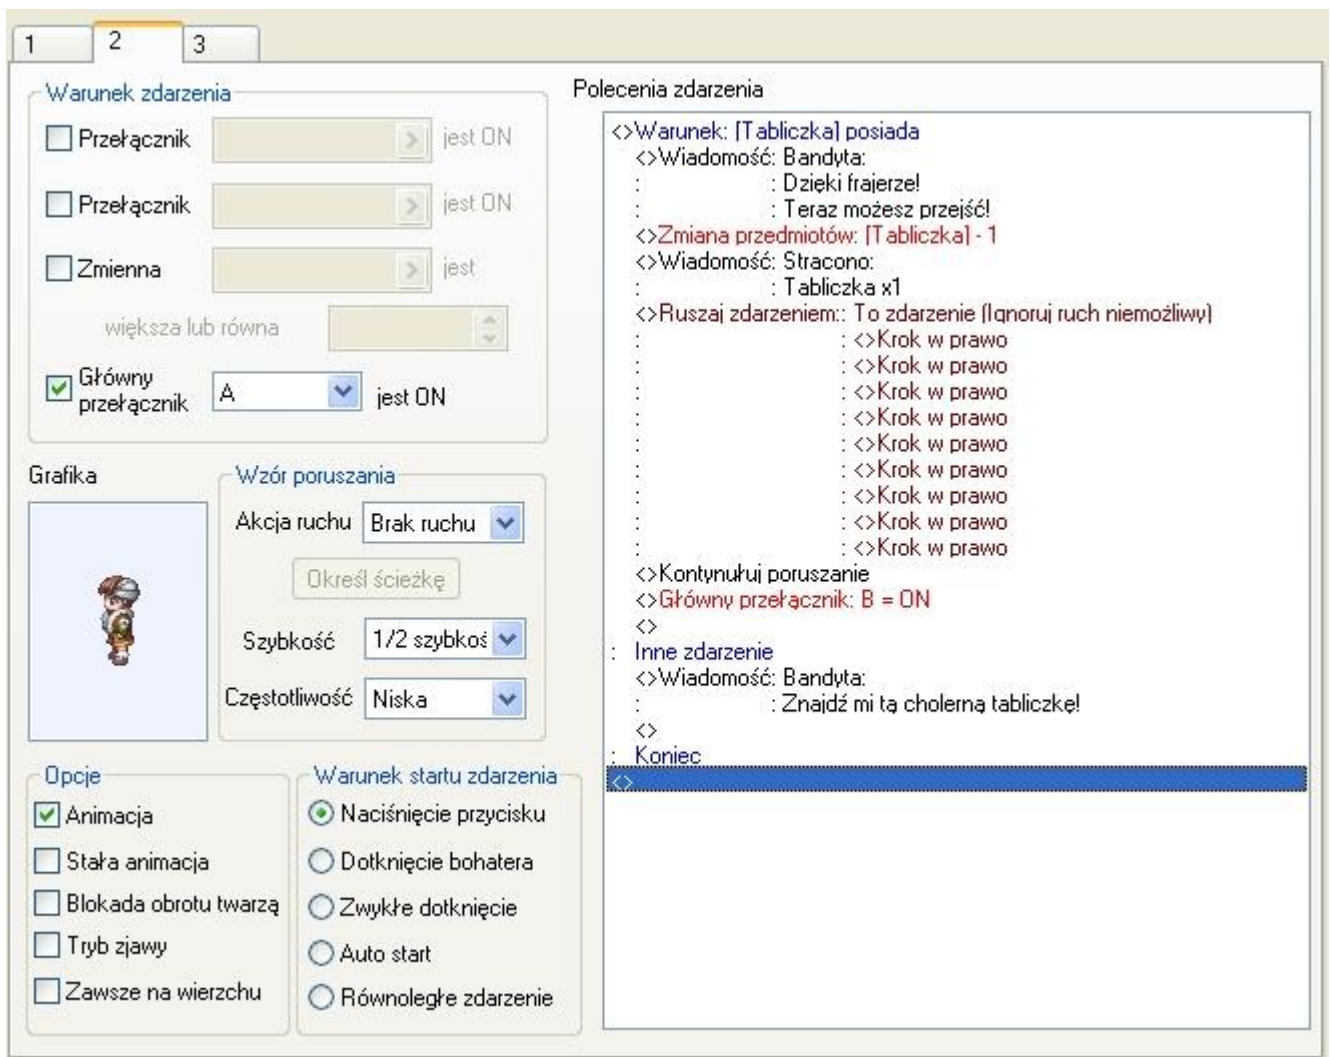 1
2
3
Warunek zdarzenia
Przełącznik
jest ON
Przełącznik
jest ON
Zmienna
jest
większa lub równa
Główny
przełącznik
A
jest ON
Grafika
Wzór poruszania
Akcja ruchu
Brak ruchu
Określ ścieżkę
Szybkość
1/2 szybkoś
Częstotliwość
Niska
Opcje
Animacja
Stała animacja
Blokada obrotu twarzą
Tryb zjawy
Zawsze na wierzchu
Warunek startu zdarzenia
Naciśnięcie przycisku
Dotknięcie bohatera
Zwykłe dotknięcie
Auto start
Równoległe zdarzenie
Polecenia zdarzenia
<>Warunek: [Tabliczka] posiada
<>Wiadomość: Bandyta:
: : Dzięki frajerze!
: : Teraz możesz przejść!
<>Zmiana przedmiotów: [Tabliczka] - 1
<>Wiadomość: Stracono:
: : Tabliczka x1
<>Ruszaj zdarzeniem:: To zdarzenie (Ignoruj ruch niemożliwy)
: : <>Krok w prawo
: : <>Krok w prawo
: : <>Krok w prawo
: : <>Krok w prawo
: : <>Krok w prawo
: : <>Krok w prawo
: : <>Krok w prawo
: : <>Krok w prawo
: : <>Krok w prawo
<>Kontynułuj poruszanie
<>Główny przełącznik: B = ON
<>
: Inne zdarzenie
<>Wiadomość: Bandyta:
: : Znajdź mi tą cholerną tabliczkę!
<>
: Koniec
<>